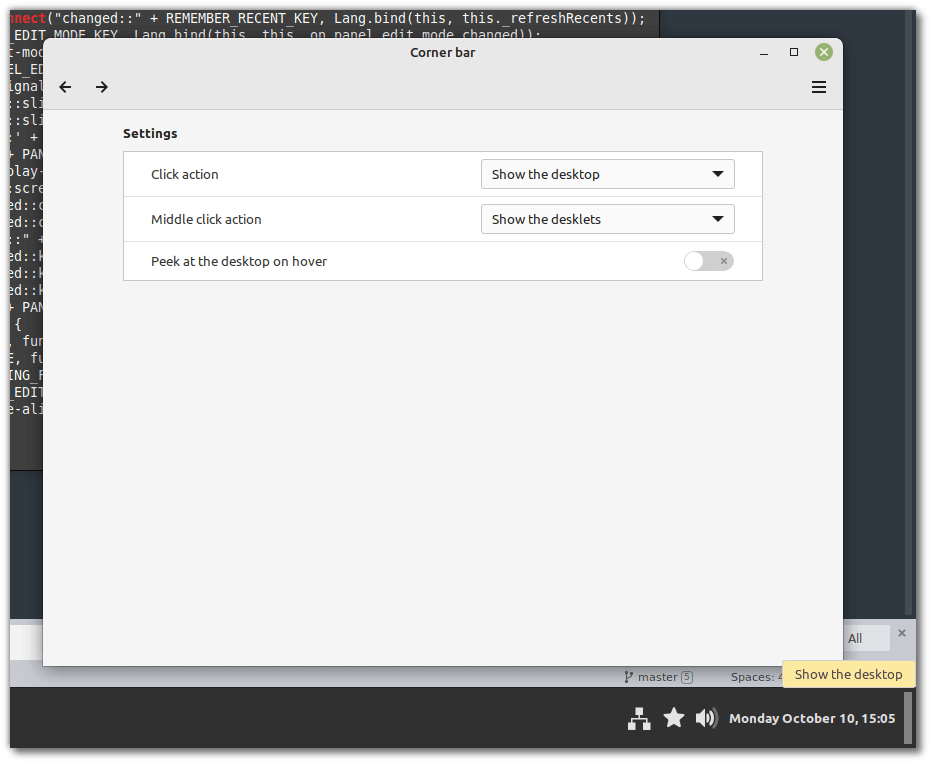 nnect("changed::" + REMEMBER_RECENT_KEY, Lang.bind(this, this._refreshRecents));
_EDIT_MODE_KEY, Lang.bind(this, this._on_panel_edit_mode_changed));
Corner bar
t-mod
EL_ED
ignal
::sli
::sli
:' +
+ PAN
play-
:scre
ed::c
ed::c
::" +
ed::k
ed::k
ed::k
+ PAN
{
, fun
E, fu
ING_F
_EDIT
e-ali
Settings
Click action Show the desktop
Middle click action Show the desklets
Peek at the desktop on hover
All
master 5 Spaces: 4
Show the desktop
Monday October 10, 15:05